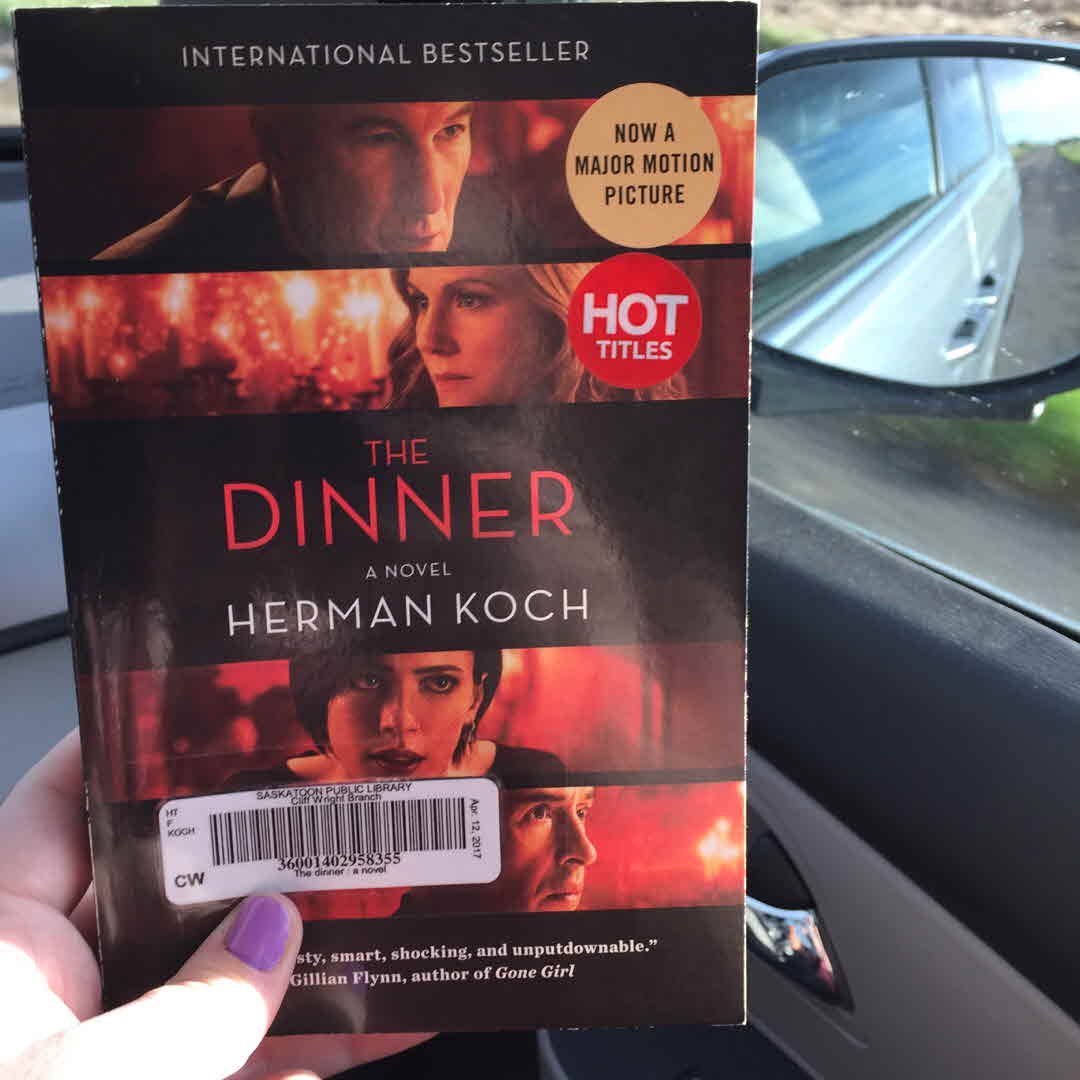 INTERNATIONAL BESTSELLER
NOW A
MAJOR MOTION
PICTURE
HOT
TITLES
THE
DINNER
A NOVEL
HERMAN KOCH
SASKATOON PUBLIC LIBRARY
Cliff Wright Branch
HT
F
KOCH
Apr. 12, 2017
36001402958355
The dinner : a novel
CW
sty, smart, shocking, and unputdownable.”
Gillian Flynn, author of Gone Girl